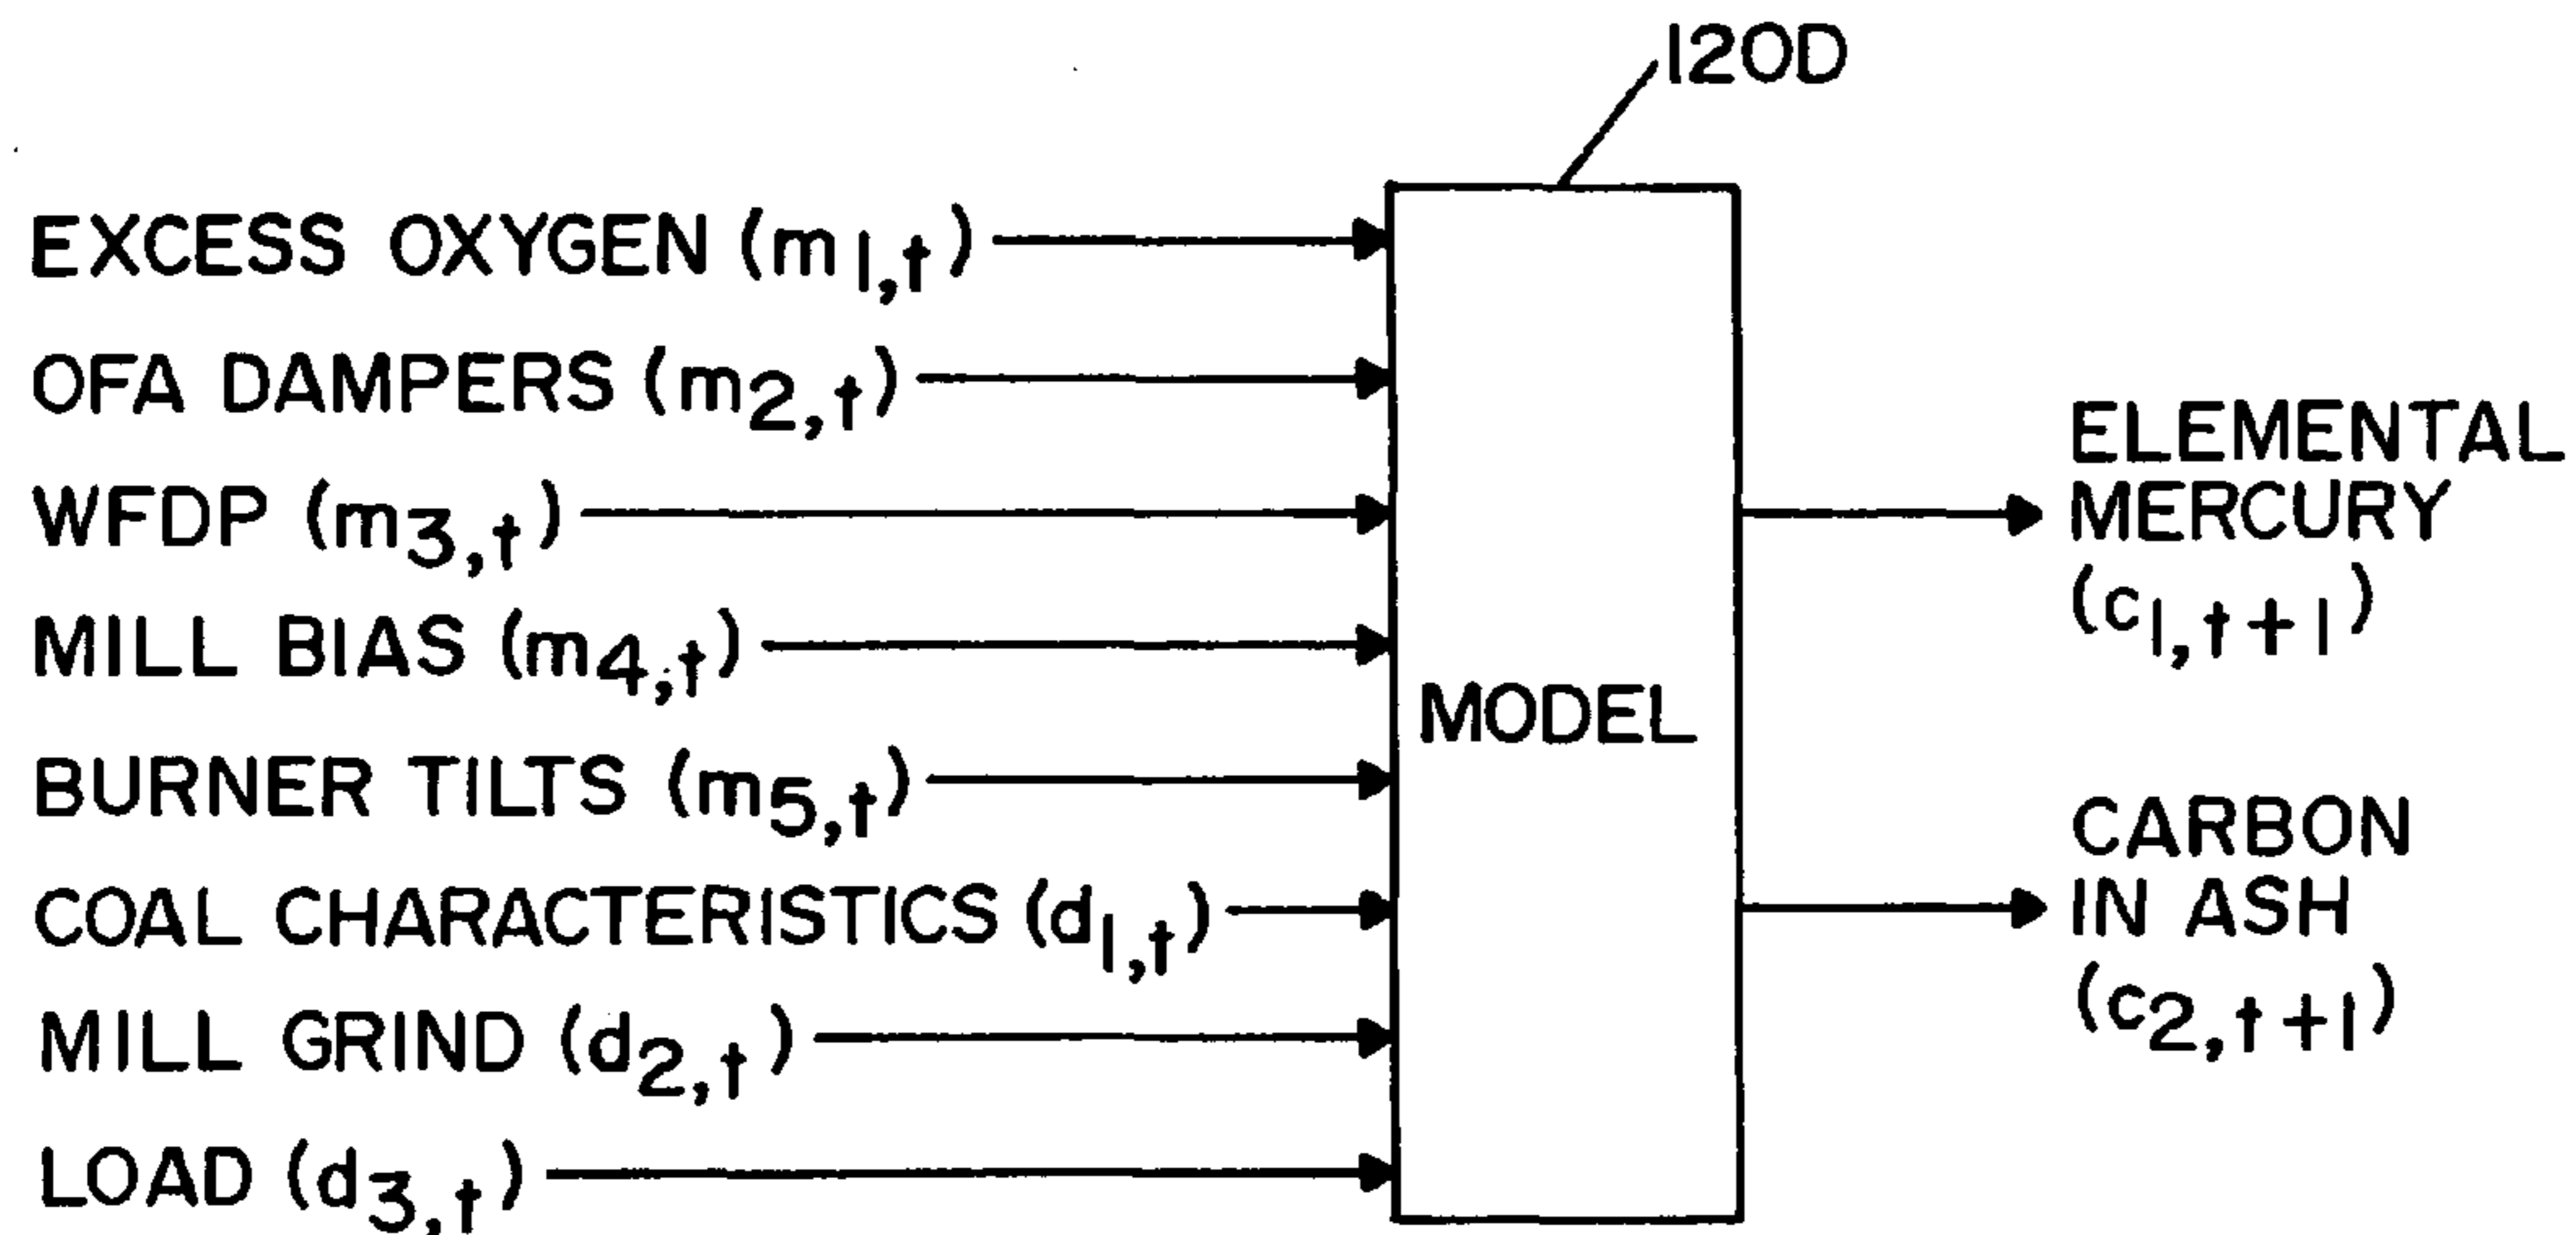 120D
EXCESS OXYGEN (m1,t)
OFA DAMPERS (m2,t)
WFDP (m3,t)
MILL BIAS (m4,t)
BURNER TILTS (m5,t)
COAL CHARACTERISTICS (d1,t)
MILL GRIND (d2,t)
LOAD (d3,t)
MODEL
ELEMENTAL
MERCURY
(c1,t+1)
CARBON
IN ASH
(c2,t+1)